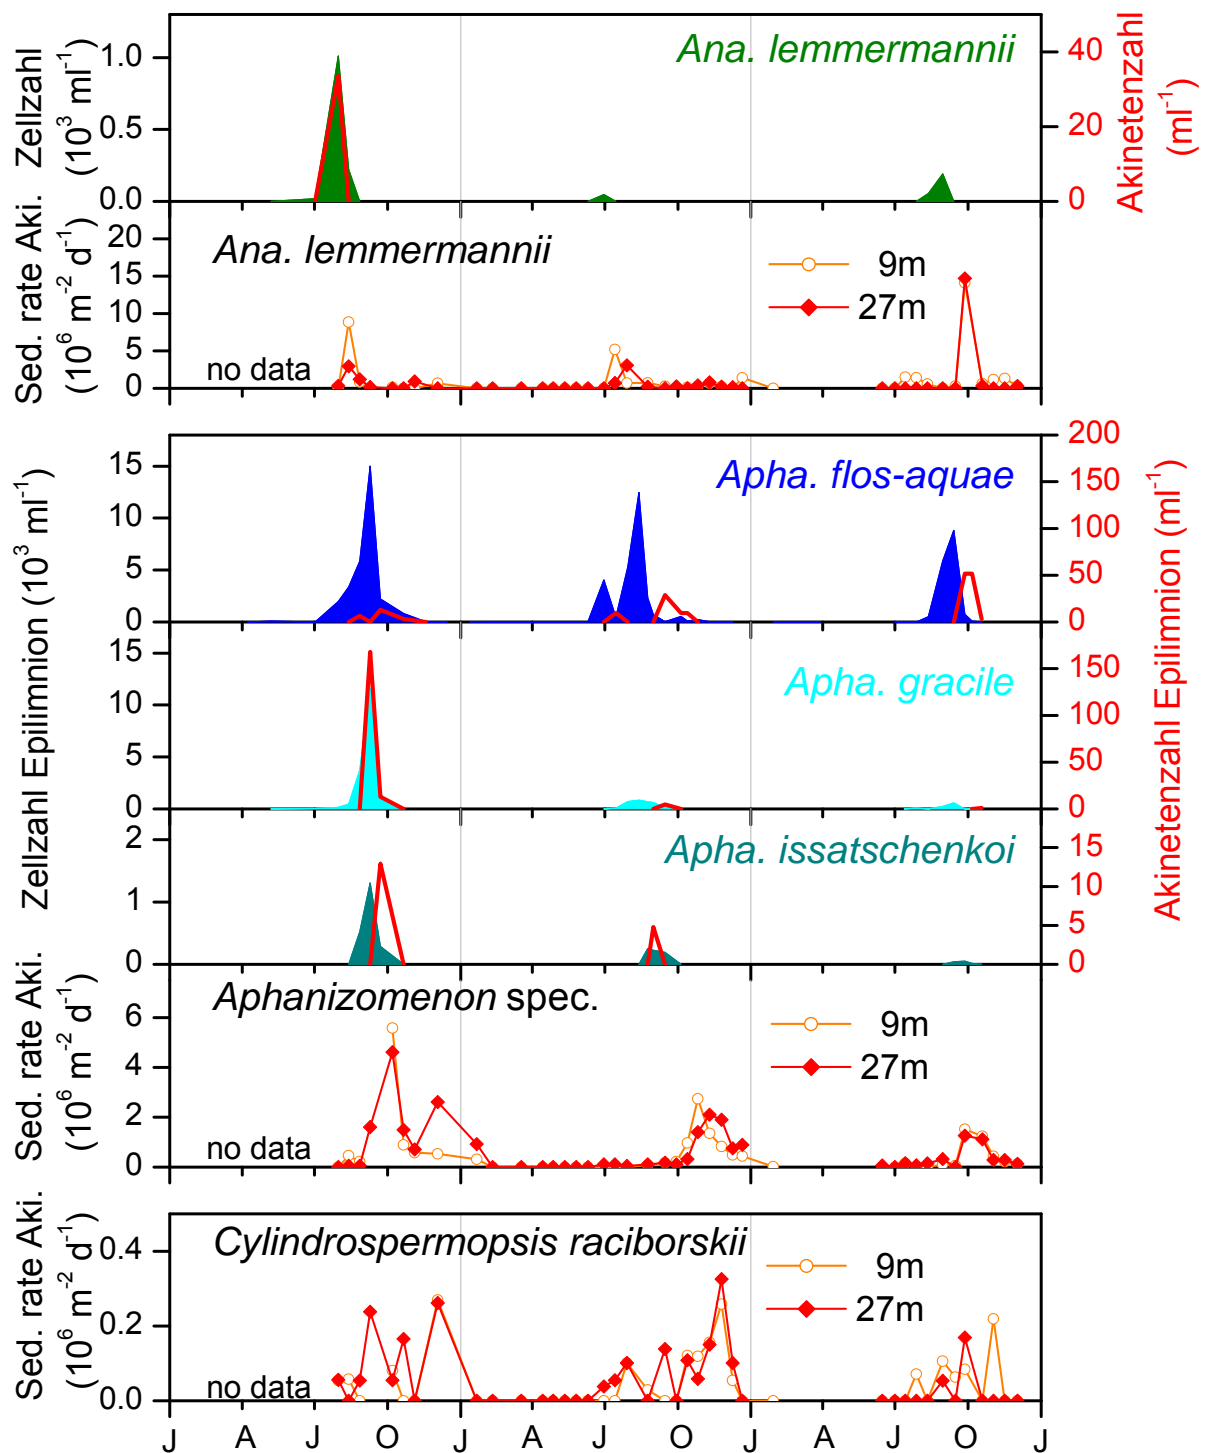 Zellzahl
(10³ ml⁻¹)
1.0
0.5
0.0
Ana. lemmermannii
40
20
0
Akinetenzahl
(ml⁻¹)
Sed. rate Aki.
(10⁶ m⁻² d⁻¹)
20
15
10
5
0
Ana. lemmermannii
no data
9m
27m
Zellzahl Epilimnion (10³ ml⁻¹)
15
10
5
0
Apha. flos-aquae
200
150
100
50
0
Akinetenzahl Epilimnion (ml⁻¹)
15
10
5
0
Apha. gracile
150
100
50
0
2
1
0
Apha. issatschenkoi
15
10
5
0
Sed. rate Aki.
(10⁶ m⁻² d⁻¹)
6
4
2
0
Aphanizomenon spec.
no data
9m
27m
Sed. rate Aki.
(10⁶ m⁻² d⁻¹)
0.4
0.2
0.0
Cylindrospermopsis raciborskii
no data
9m
27m
J A J O J A J O J A J O J